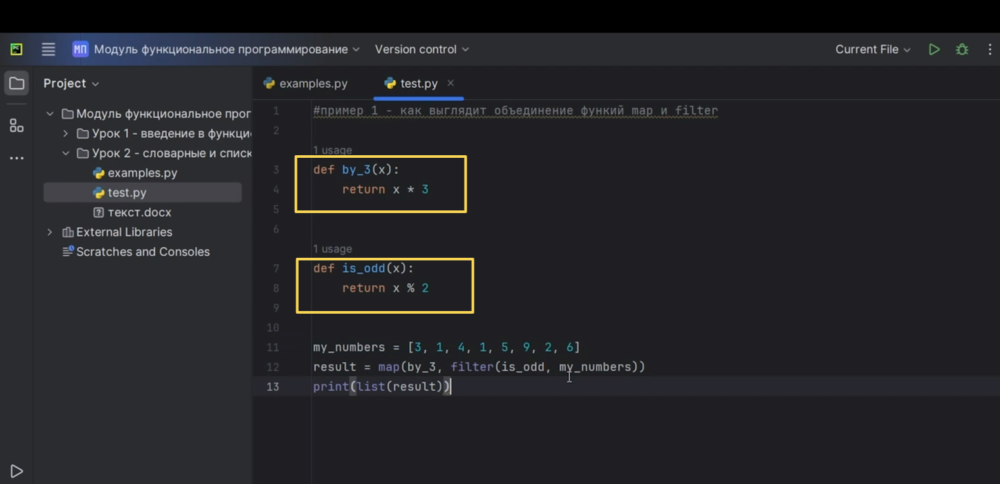 PC
МП Модуль функциональное программирование Version control Current File
Project
examples.py test.py
Модуль функциональное прог
Урок 1 - введение в функци
Урок 2 - словарные и списк
examples.py
test.py
текст.docx
External Libraries
Scratches and Consoles
1 #пример 1 - как выглядит объединение функий map и filter
2
1 usage
3 def by_3(x):
4 return x * 3
5
6
1 usage
7 def is_odd(x):
8 return x % 2
9
10
11 my_numbers = [3, 1, 4, 1, 5, 9, 2, 6]
12 result = map(by_3, filter(is_odd, my_numbers))
13 print(list(result))